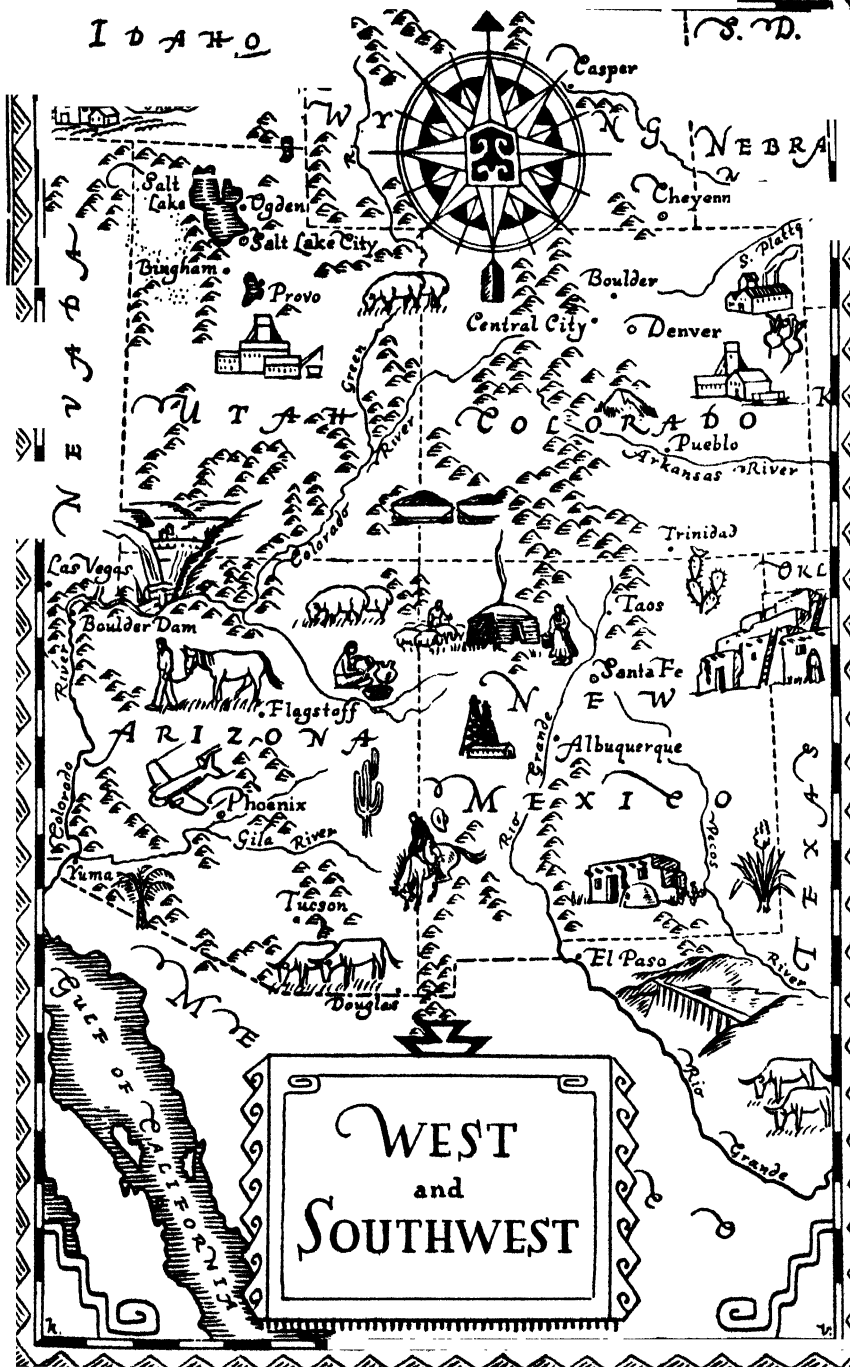 IDAHO
S. D.
Casper
WY
NG
NEBRA
R.
N
Salt
Lake
Ogden
Cheyenn
Salt Lake City
S. Platte
Bingham
Boulder
Provo
Central City
Denver
NEVADA
Green
River
UTAH
COLORADO
K
Pueblo
Arkansas River
Colorado
Trinidad
Las Vegas
OKL
Boulder Dam
Taos
River
Santa Fe
Flagstaff
NEW
ARIZONA
Grande
Albuquerque
Colorado
Phoenix
MEXICO
TEXAS
Gila River
Rio
Pecos
Yuma
Tucson
El Paso
River
Douglas
ME
GULF OF CALIFORNIA
Rio
Grande
WEST
and
SOUTHWEST
C
O
k.
v.